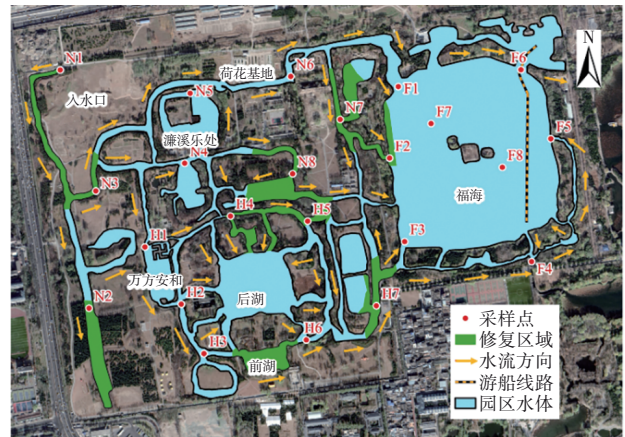 N1
入水口
荷花基地
N6
N
F6
N5
F1
濂溪乐处
N7
F7
F5
N4
F2
F8
N3
N8
福海
H4
H5
H1
F3
F4
万方安和
H2
后湖
N2
H7
H3
H6
前湖
采样点
修复区域
水流方向
游船线路
园区水体